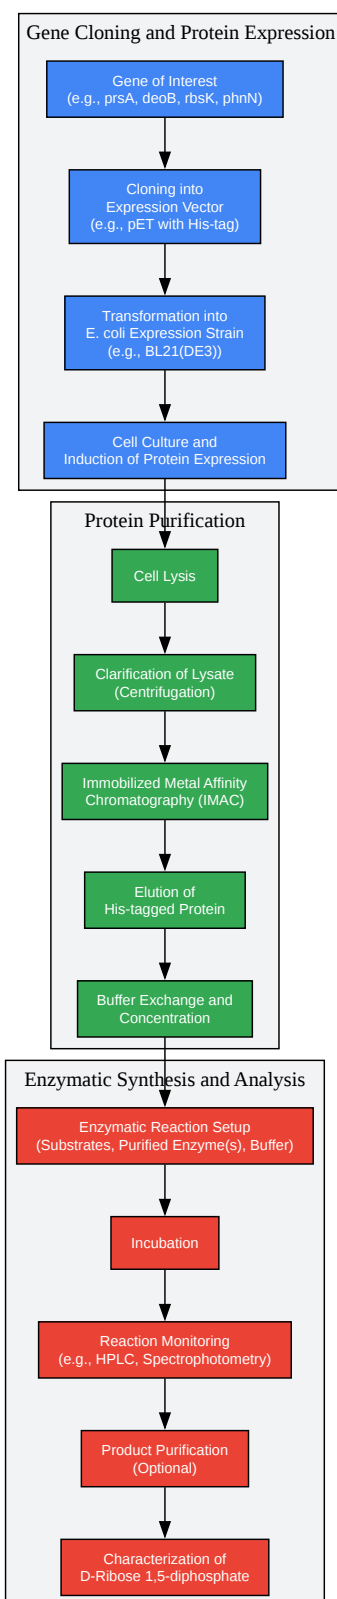 Gene Cloning and Protein Expression
Gene of Interest
(e.g., prsA, deoB, rbsK, phnN)
Cloning into
Expression Vector
(e.g., pET with His-tag)
Transformation into
E. coli Expression Strain
(e.g., BL21(DE3))
Cell Culture and
Induction of Protein Expression
Protein Purification
Cell Lysis
Clarification of Lysate
(Centrifugation)
Immobilized Metal Affinity
Chromatography (IMAC)
Elution of
His-tagged Protein
Buffer Exchange and
Concentration
Enzymatic Synthesis and Analysis
Enzymatic Reaction Setup
(Substrates, Purified Enzyme(s), Buffer)
Incubation
Reaction Monitoring
(e.g., HPLC, Spectrophotometry)
Product Purification
(Optional)
Characterization of
D-Ribose 1,5-diphosphate